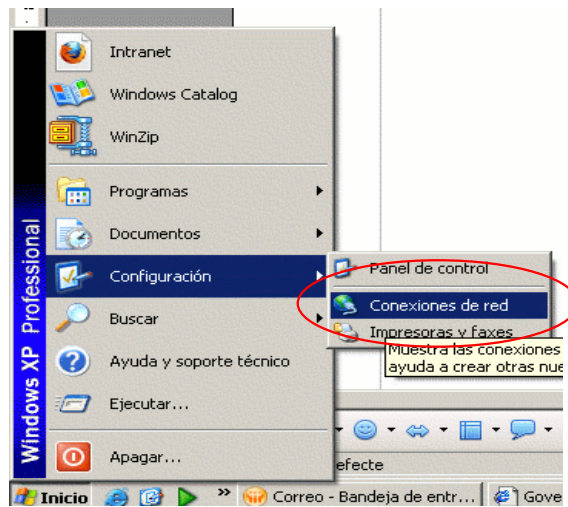 Intranet
Windows Catalog
WinZip
Programas
Documentos
Configuración
Buscar
Ayuda y soporte técnico
Ejecutar...
Apagar...
Windows XP Professional
Panel de control
Conexiones de red
Impresoras y faxes
Muestra las conexiones
ayuda a crear otras nue
efecte
Inicio
Correo - Bandeja de entr...
Gove